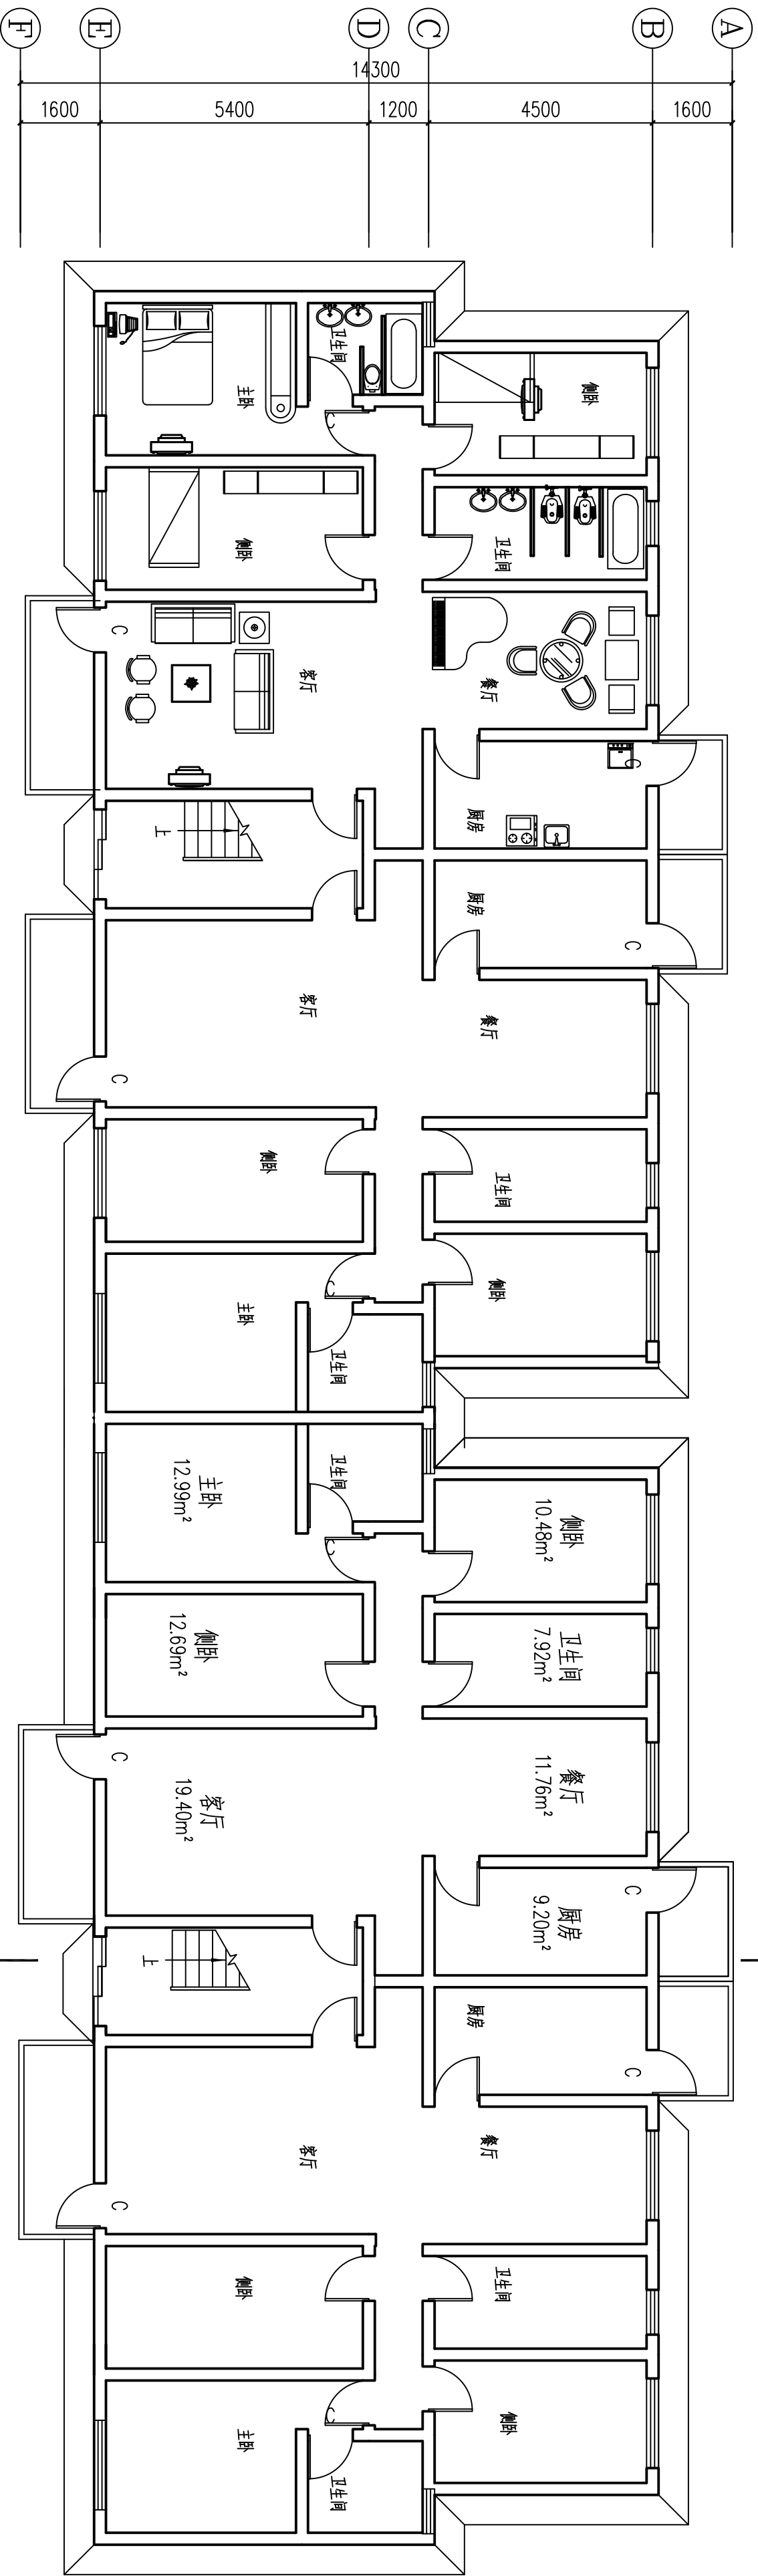 F
E
D
C
B
A
14300
1600
5400
1200
4500
1600
卫生间
主卧
C
侧卧
侧卧
卫生间
C
客厅
餐厅
C
厨房
上
厨房
C
客厅
餐厅
C
侧卧
卫生间
主卧
C
侧卧
卫生间
卫生间
主卧
12.99m²
C
侧卧
10.48m²
侧卧
12.69m²
卫生间
7.92m²
C
客厅
19.40m²
餐厅
11.76m²
C
厨房
9.20m²
上
厨房
C
客厅
餐厅
C
侧卧
卫生间
主卧
C
侧卧
卫生间